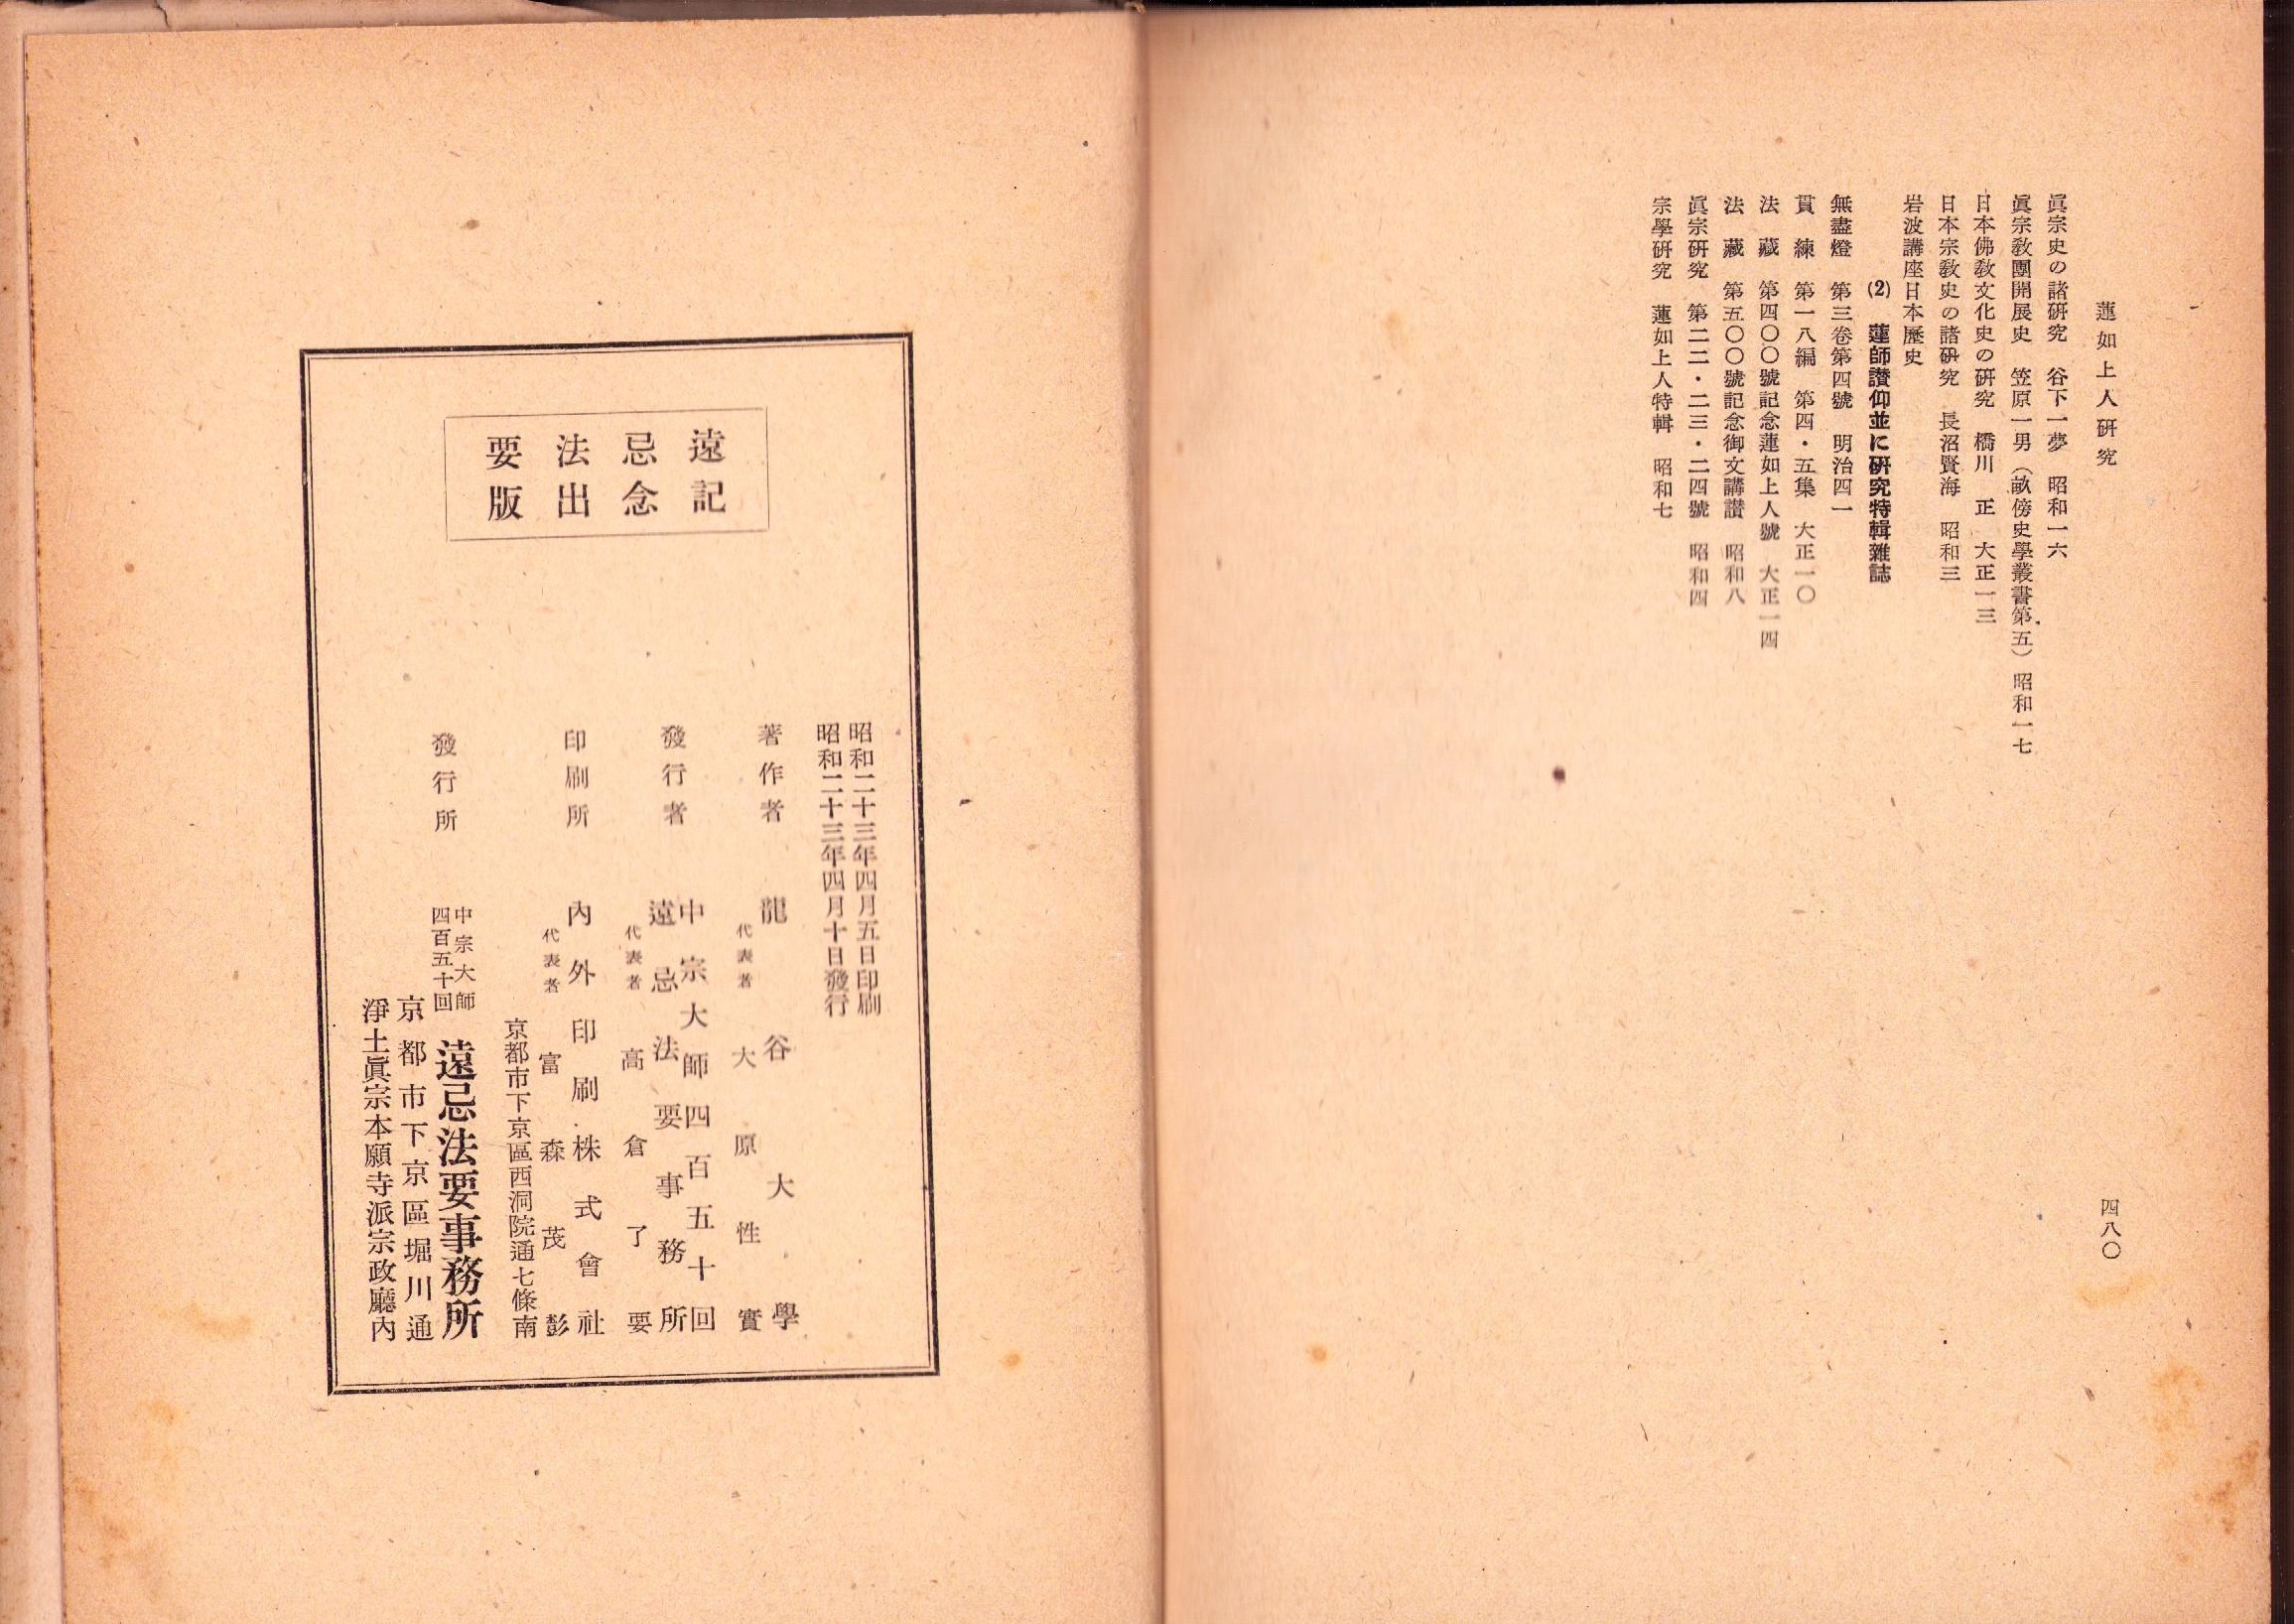 蓮如上人硏究
眞宗史の諸硏究　谷下一夢　昭和一六
眞宗敎團開展史　笠原一男（畝傍史學叢書第五）昭和一七
日本佛敎文化史の硏究　橋川　正　大正一三
日本宗敎史の諸硏究　長沼賢海　昭和三
岩波講座日本歷史
(2)　蓮師讃仰並に硏究特輯雜誌
無盡燈　第三卷第四號　明治四一
貫　練　第一八編　第四・五集　大正一〇
法　藏　第四〇〇號記念蓮如上人號　大正一四
法　藏　第五〇〇號記念御文講讃　昭和八
眞宗硏究　第二二・二三・二四號　昭和四
宗學硏究　蓮如上人特輯　昭和七
四八〇
遠記
忌念
法出
要版
昭和二十三年四月五日印刷
昭和二十三年四月十日發行
著作者　龍谷大學
代表者　大原性實
發行者　中宗大師四百五十回
遠忌法要事務所
代表者　高倉了要
印刷所　內外印刷株式會社
代表者　富森茂彭
京都市下京區西洞院通七條南
發行所　中宗大師
四百五十回
遠忌法要事務所
京都市下京區堀川通
淨土眞宗本願寺派宗政廳內